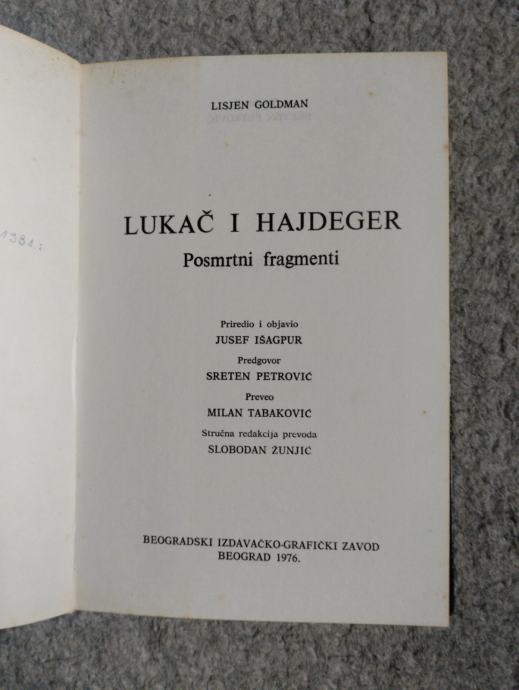 1981.
LISJEN GOLDMAN
LUKAČ I HAJDEGER
Posmrtni fragmenti
Priredio i objavio
JUSEF IŠAGPUR
Predgovor
SRETEN PETROVIĆ
Preveo
MILAN TABAKOVIĆ
Stručna redakcija prevoda
SLOBODAN ŽUNJIĆ
BEOGRADSKI IZDAVAČKO-GRAFIČKI ZAVOD
BEOGRAD 1976.